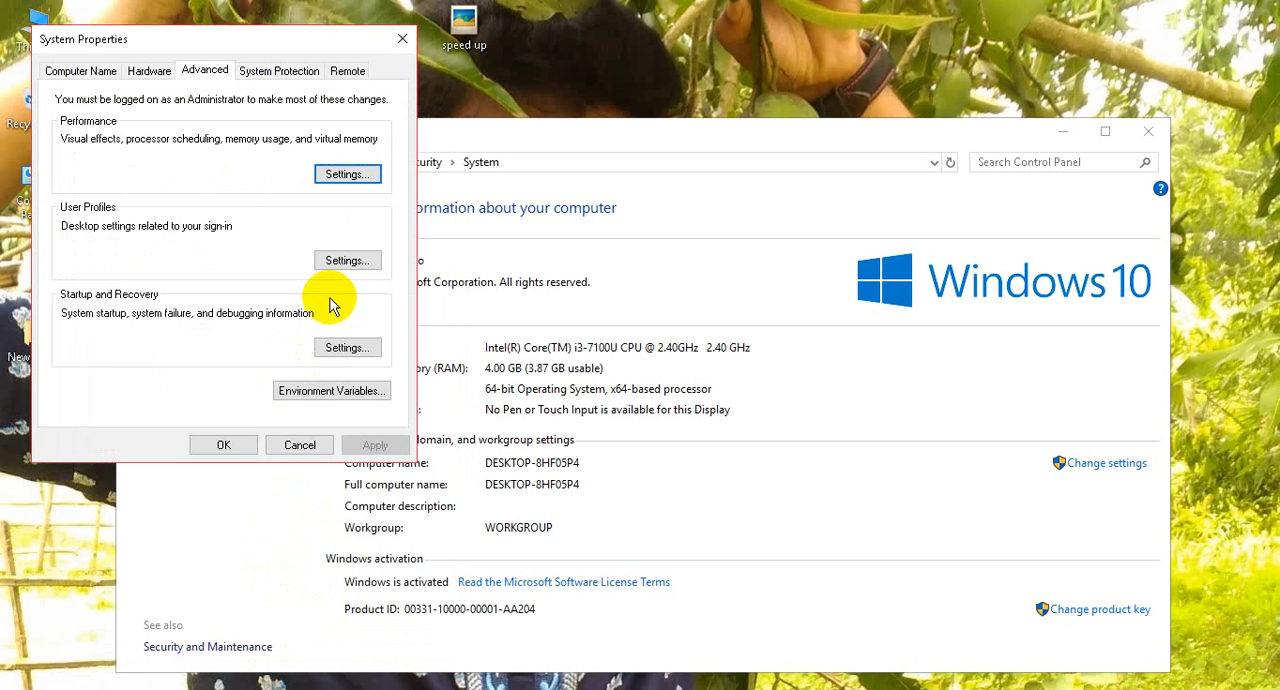 speed up
System Properties
Computer Name
Hardware
Advanced
System Protection
Remote
You must be logged on as an Administrator to make most of these changes.
Performance
Visual effects, processor scheduling, memory usage, and virtual memory
Settings...
User Profiles
Desktop settings related to your sign-in
Settings...
Startup and Recovery
System startup, system failure, and debugging information
Settings...
Environment Variables...
OK
Cancel
Apply
System
Search Control Panel
?
about your computer
Corporation. All rights reserved.
Windows 10
Intel(R) Core(TM) i3-7100U CPU @ 2.40GHz 2.40 GHz
(RAM): 4.00 GB (3.87 GB usable)
64-bit Operating System, x64-based processor
No Pen or Touch Input is available for this Display
and workgroup settings
Computer name: DESKTOP-8HF05P4
Change settings
Full computer name: DESKTOP-8HF05P4
Computer description:
Workgroup: WORKGROUP
Windows activation
Windows is activated Read the Microsoft Software License Terms
Product ID: 00331-10000-00001-AA204
Change product key
See also
Security and Maintenance